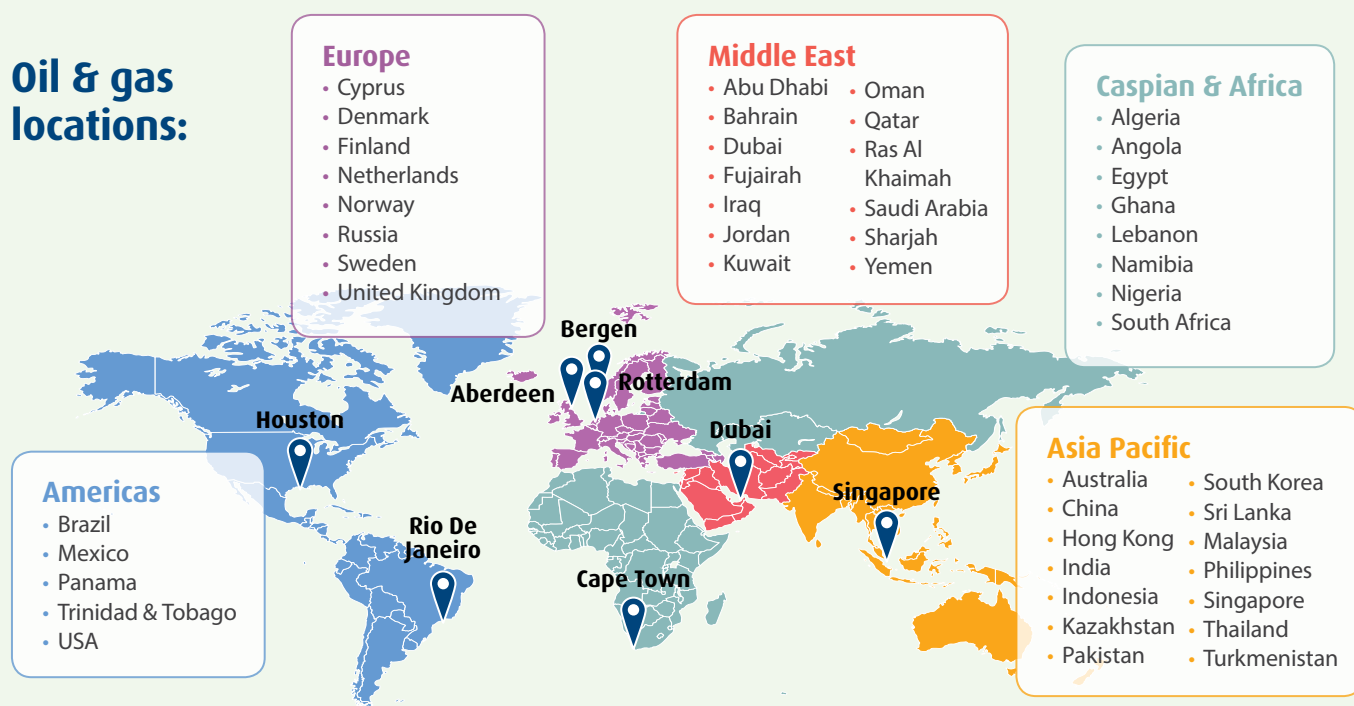 Oil & gas
locations:
Europe
• Cyprus
• Denmark
• Finland
• Netherlands
• Norway
• Russia
• Sweden
• United Kingdom
Middle East
• Abu Dhabi
• Bahrain
• Dubai
• Fujairah
• Iraq
• Jordan
• Kuwait
• Oman
• Qatar
• Ras Al
Khaimah
• Saudi Arabia
• Sharjah
• Yemen
Caspian & Africa
• Algeria
• Angola
• Egypt
• Ghana
• Lebanon
• Namibia
• Nigeria
• South Africa
Bergen
Aberdeen
Rotterdam
Houston
Dubai
Singapore
Rio De
Janeiro
Cape Town
Americas
• Brazil
• Mexico
• Panama
• Trinidad & Tobago
• USA
Asia Pacific
• Australia
• China
• Hong Kong
• India
• Indonesia
• Kazakhstan
• Pakistan
• South Korea
• Sri Lanka
• Malaysia
• Philippines
• Singapore
• Thailand
• Turkmenistan